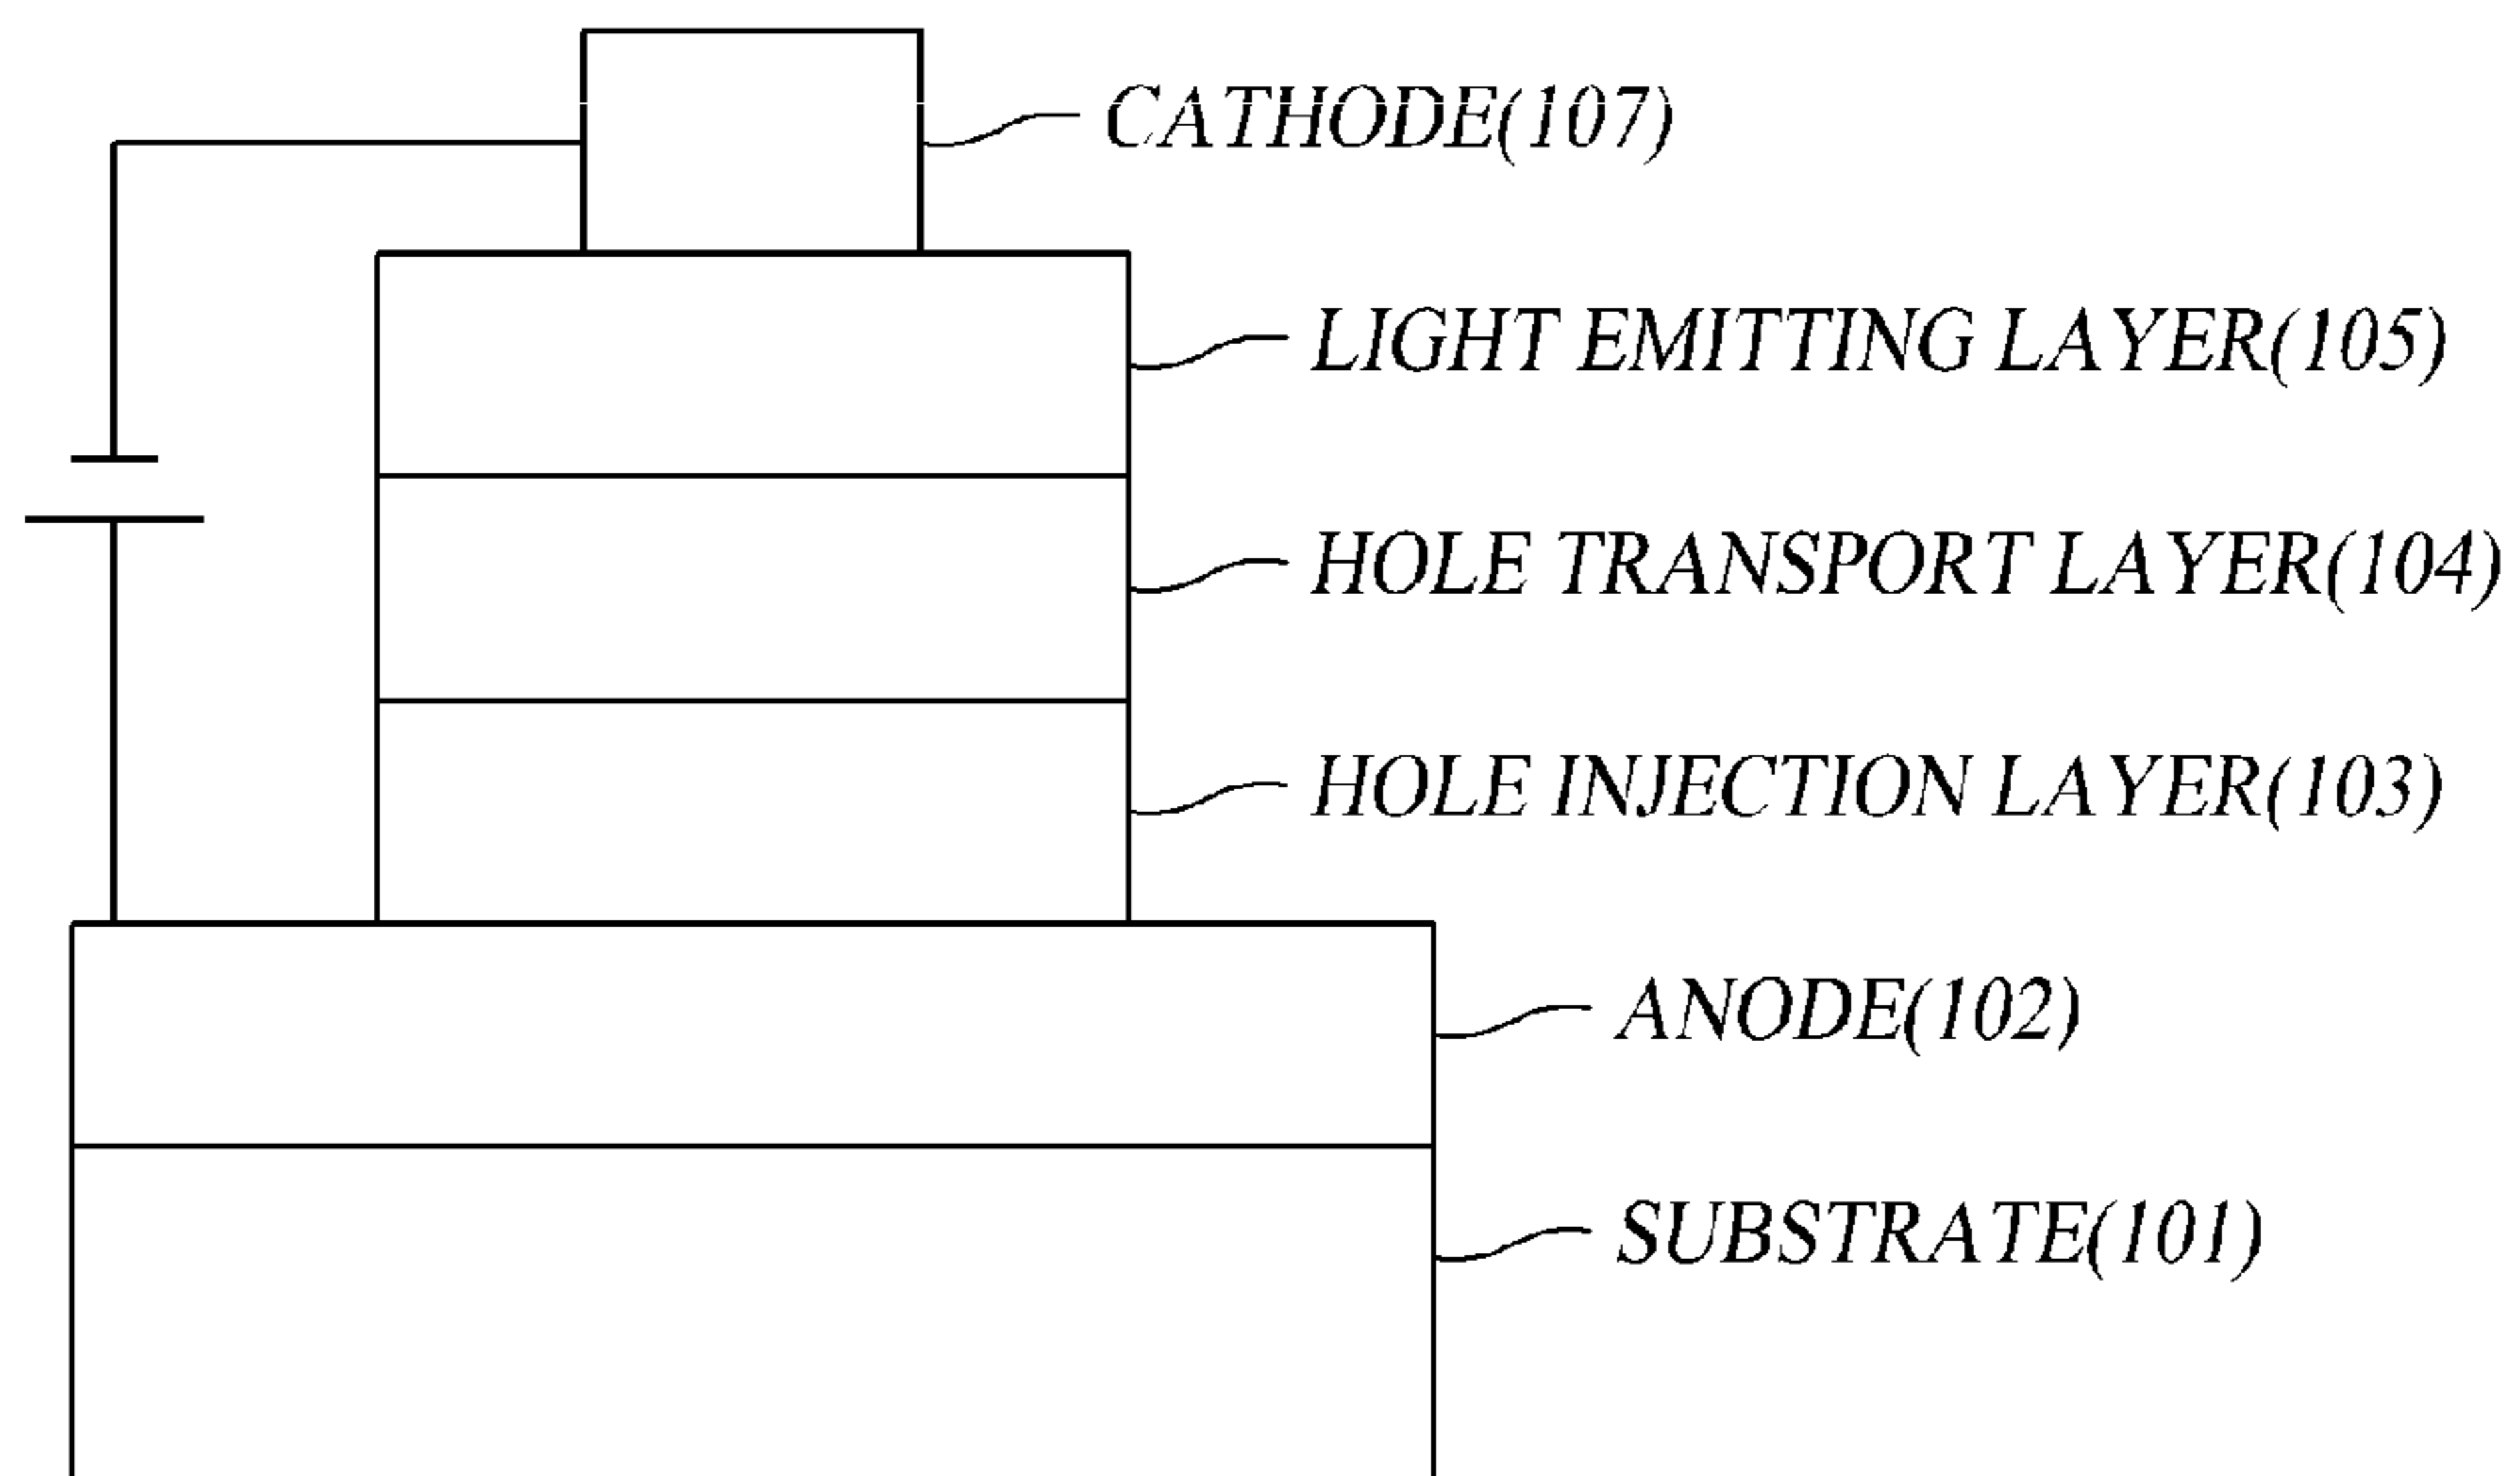 CATHODE(107)
LIGHT EMITTING LAYER(105)
HOLE TRANSPORT LAYER(104)
HOLE INJECTION LAYER(103)
ANODE(102)
SUBSTRATE(101)